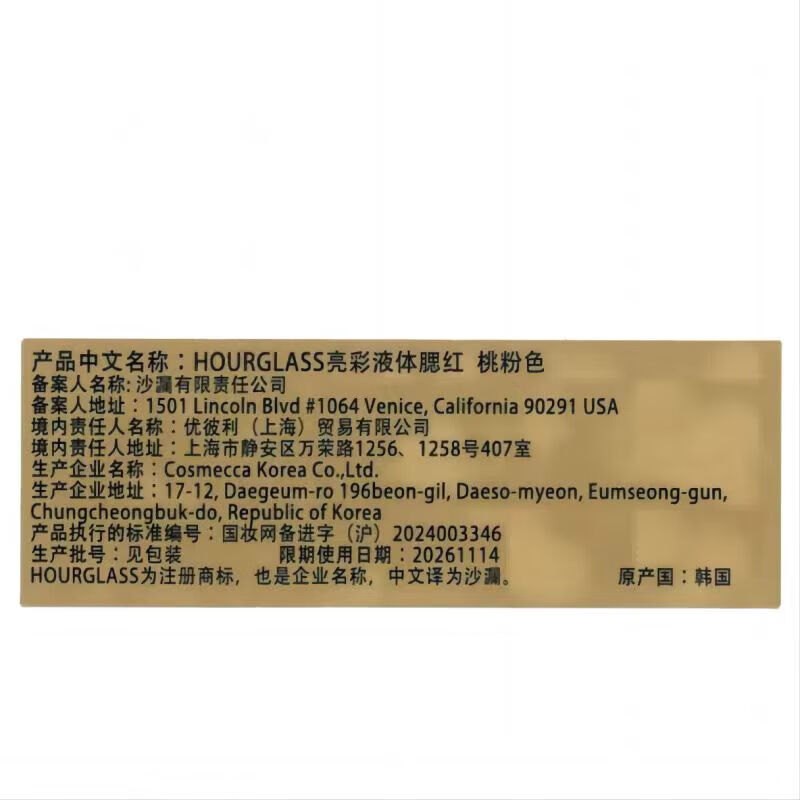 产品中文名称：HOURGLASS亮彩液体腮红 桃粉色
备案人名称: 沙漏有限责任公司
备案人地址：1501 Lincoln Blvd #1064 Venice, California 90291 USA
境内责任人名称：优彼利（上海）贸易有限公司
境内责任人地址：上海市静安区万荣路1256、1258号407室
生产企业名称：Cosmecca Korea Co.,Ltd.
生产企业地址：17-12, Daegeum-ro 196beon-gil, Daeso-myeon, Eumseong-gun,
Chungcheongbuk-do, Republic of Korea
产品执行的标准编号：国妆网备进字（沪）2024003346
生产批号：见包装 限期使用日期：20261114
HOURGLASS为注册商标，也是企业名称，中文译为沙漏。 原产国：韩国